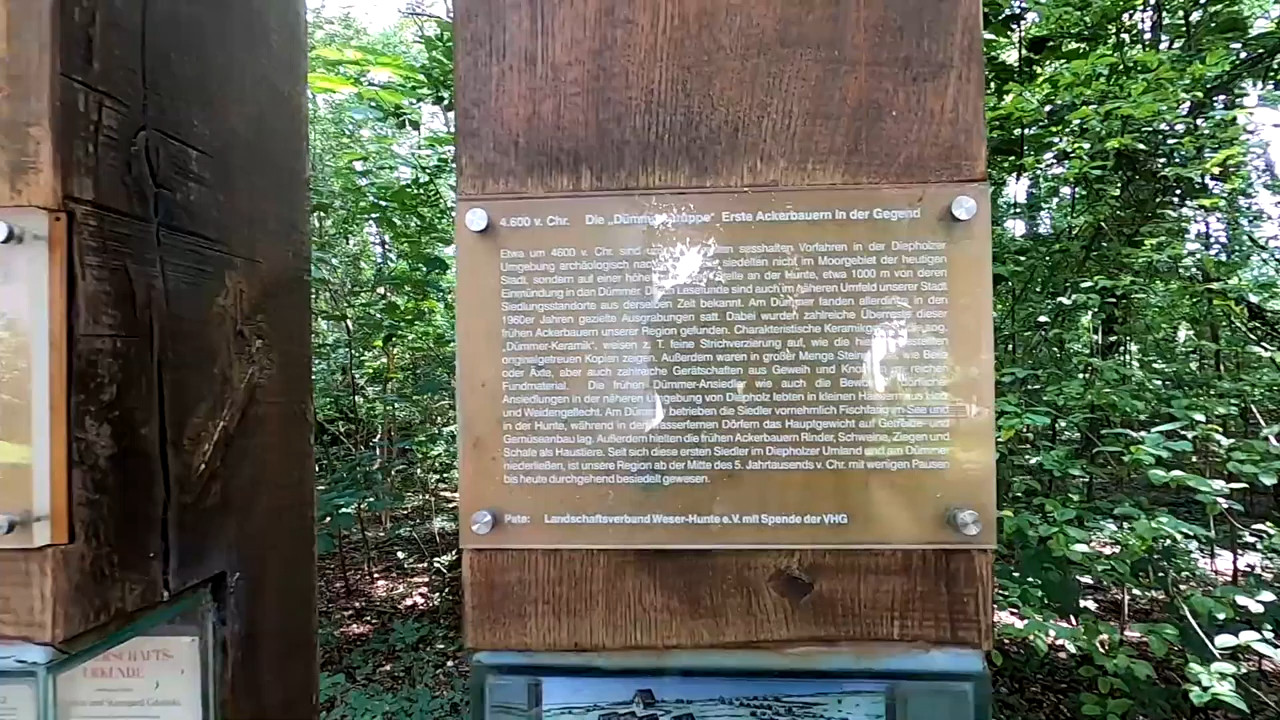 4.600 v. Chr. Die „Dümmergruppe“ Erste Ackerbauern in der Gegend
Etwa um 4600 v. Chr. sind sesshalten Vorfahren in der Diepholzer
Umgebung archäologisch siedelten nicht im Moorgebiet der heutigen
Stadt, sondern auf einer an der Hunte, etwa 1000 m von deren
Einmündung in den Dümmer. Lesefunde sind auch im näheren Umfeld unserer Stadt
Siedlungsstandorte aus derselben Zeit bekannt. Am Dümmer fanden allerdings in den
1960er Jahren gezielte Ausgrabungen satt. Dabei wurden zahlreiche Überreste dieser
frühen Ackerbauern unserer Region gefunden. Charakteristische sog.
„Dümmer-Keramik“, weisen z. T. feine Strichverzierung auf, wie die
originalgetreuen Kopien zeigen. Außerdem waren in großer Menge wie Beile
oder Äxte, aber auch zahlreiche Gerätschaften aus Geweih und reichen
Fundmaterial. Die frühen Dümmer-Ansiedler wie auch die
Ansiedlungen in der näheren Umgebung von Diepholz lebten in kleinen
und Weidengeflecht. Am Dümmer betrieben die Siedler vornehmlich Fischfang im See und
in der Hunte, während in den wasserfernen Dörfern das Hauptgewicht auf Getreide- und
Gemüseanbau lag. Außerdem hielten die frühen Ackerbauern Rinder, Schweine, Ziegen und
Schafe als Haustiere. Seit sich diese ersten Siedler im Diepholzer Umland und am Dümmer
niederließen, ist unsere Region ab der Mitte des 5. Jahrtausends v. Chr. mit wenigen Pausen
bis heute durchgehend besiedelt gewesen.
Pate: Landschaftsverband Weser-Hunte e.V. mit Spende der VHG
URKUNDE